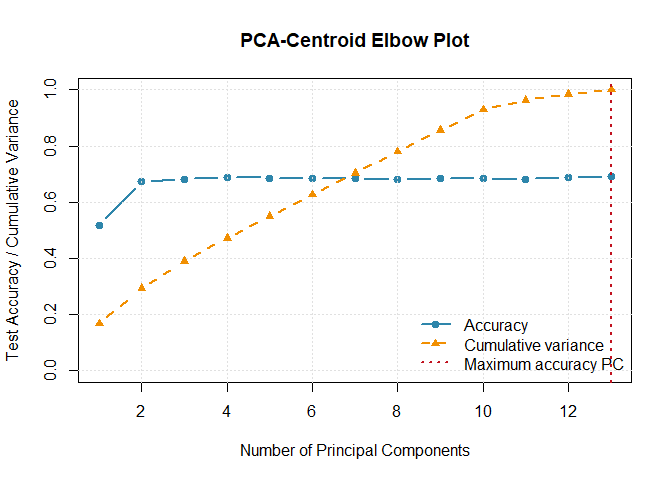 PCA-Centroid Elbow Plot
Test Accuracy / Cumulative Variance
1.0
0.8
0.6
0.4
0.2
0.0
Accuracy
Cumulative variance
Maximum accuracy PC
2 4 6 8 10 12
Number of Principal Components